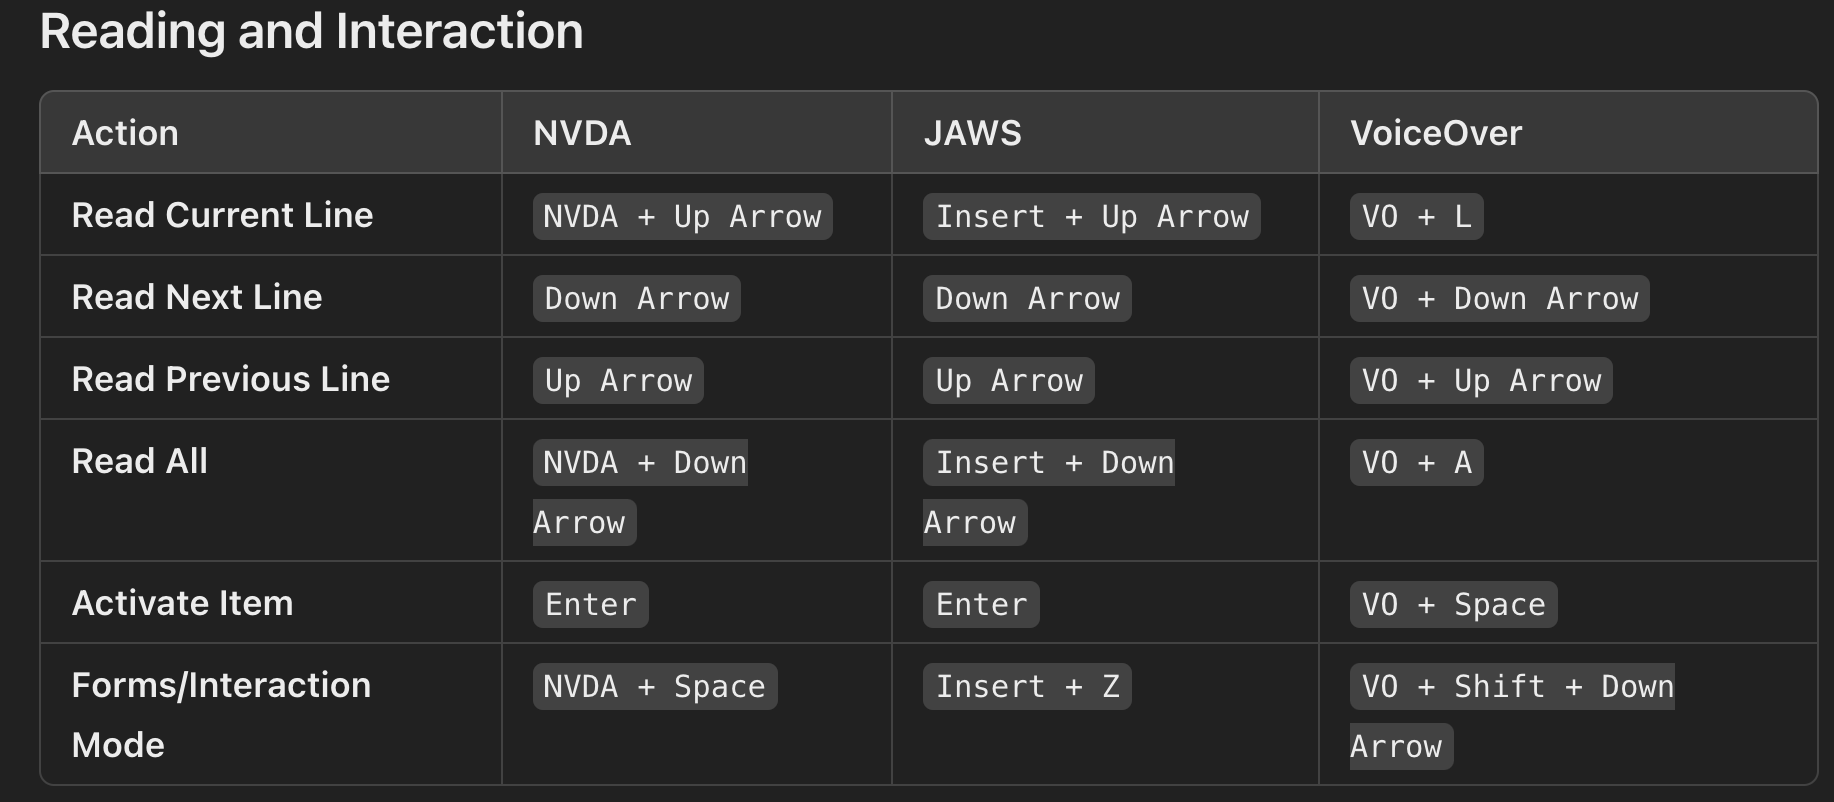 Reading and Interaction
Action NVDA JAWS VoiceOver
Read Current Line NVDA + Up Arrow Insert + Up Arrow VO + L
Read Next Line Down Arrow Down Arrow VO + Down Arrow
Read Previous Line Up Arrow Up Arrow VO + Up Arrow
Read All NVDA + Down Insert + Down VO + A
Arrow Arrow
Activate Item Enter Enter VO + Space
Forms/Interaction NVDA + Space Insert + Z VO + Shift + Down
Mode Arrow